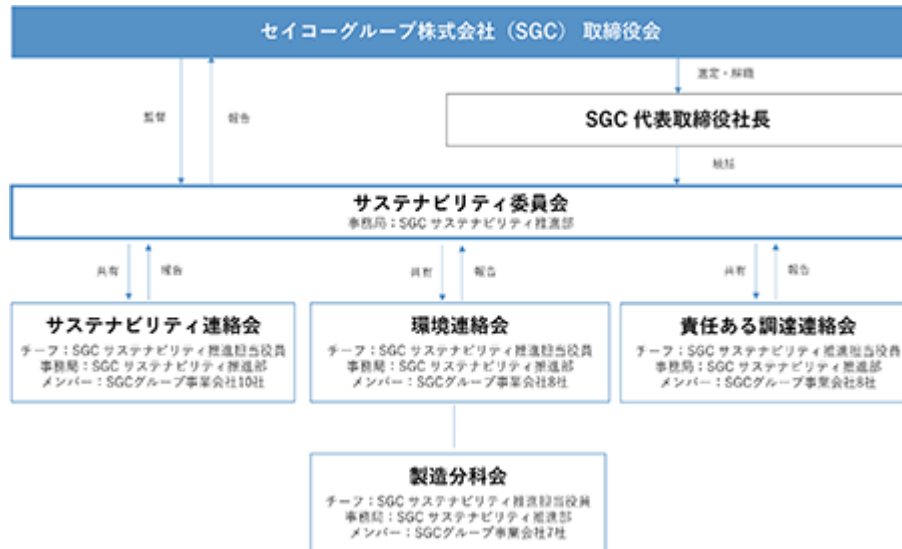 セイコーグループ株式会社（SGC） 取締役会
選定・解職
監督
報告
SGC 代表取締役社長
統括
サステナビリティ委員会
事務局：SGC サステナビリティ推進部
共有
報告
共有
報告
共有
報告
サステナビリティ連絡会
チーフ：SGC サステナビリティ推進担当役員
事務局：SGC サステナビリティ推進部
メンバー：SGCグループ事業会社10社
環境連絡会
チーフ：SGC サステナビリティ推進担当役員
事務局：SGC サステナビリティ推進部
メンバー：SGCグループ事業会社8社
責任ある調達連絡会
チーフ：SGC サステナビリティ推進担当役員
事務局：SGC サステナビリティ推進部
メンバー：SGCグループ事業会社8社
製造分科会
チーフ：SGC サステナビリティ推進担当役員
事務局：SGC サステナビリティ推進部
メンバー：SGCグループ事業会社7社